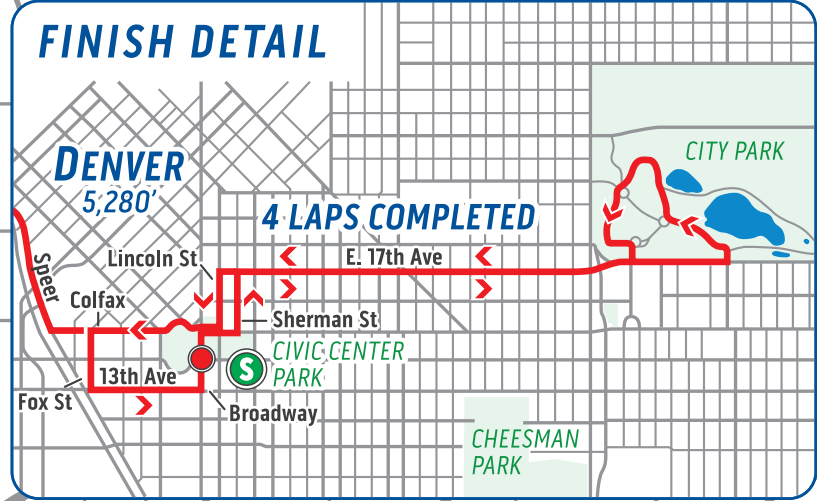 FINISH DETAIL
DENVER
5,280'
CITY PARK
4 LAPS COMPLETED
Lincoln St
E. 17th Ave
Speer
Colfax
Sherman St
S
CIVIC CENTER
PARK
13th Ave
Fox St
Broadway
CHEESMAN
PARK